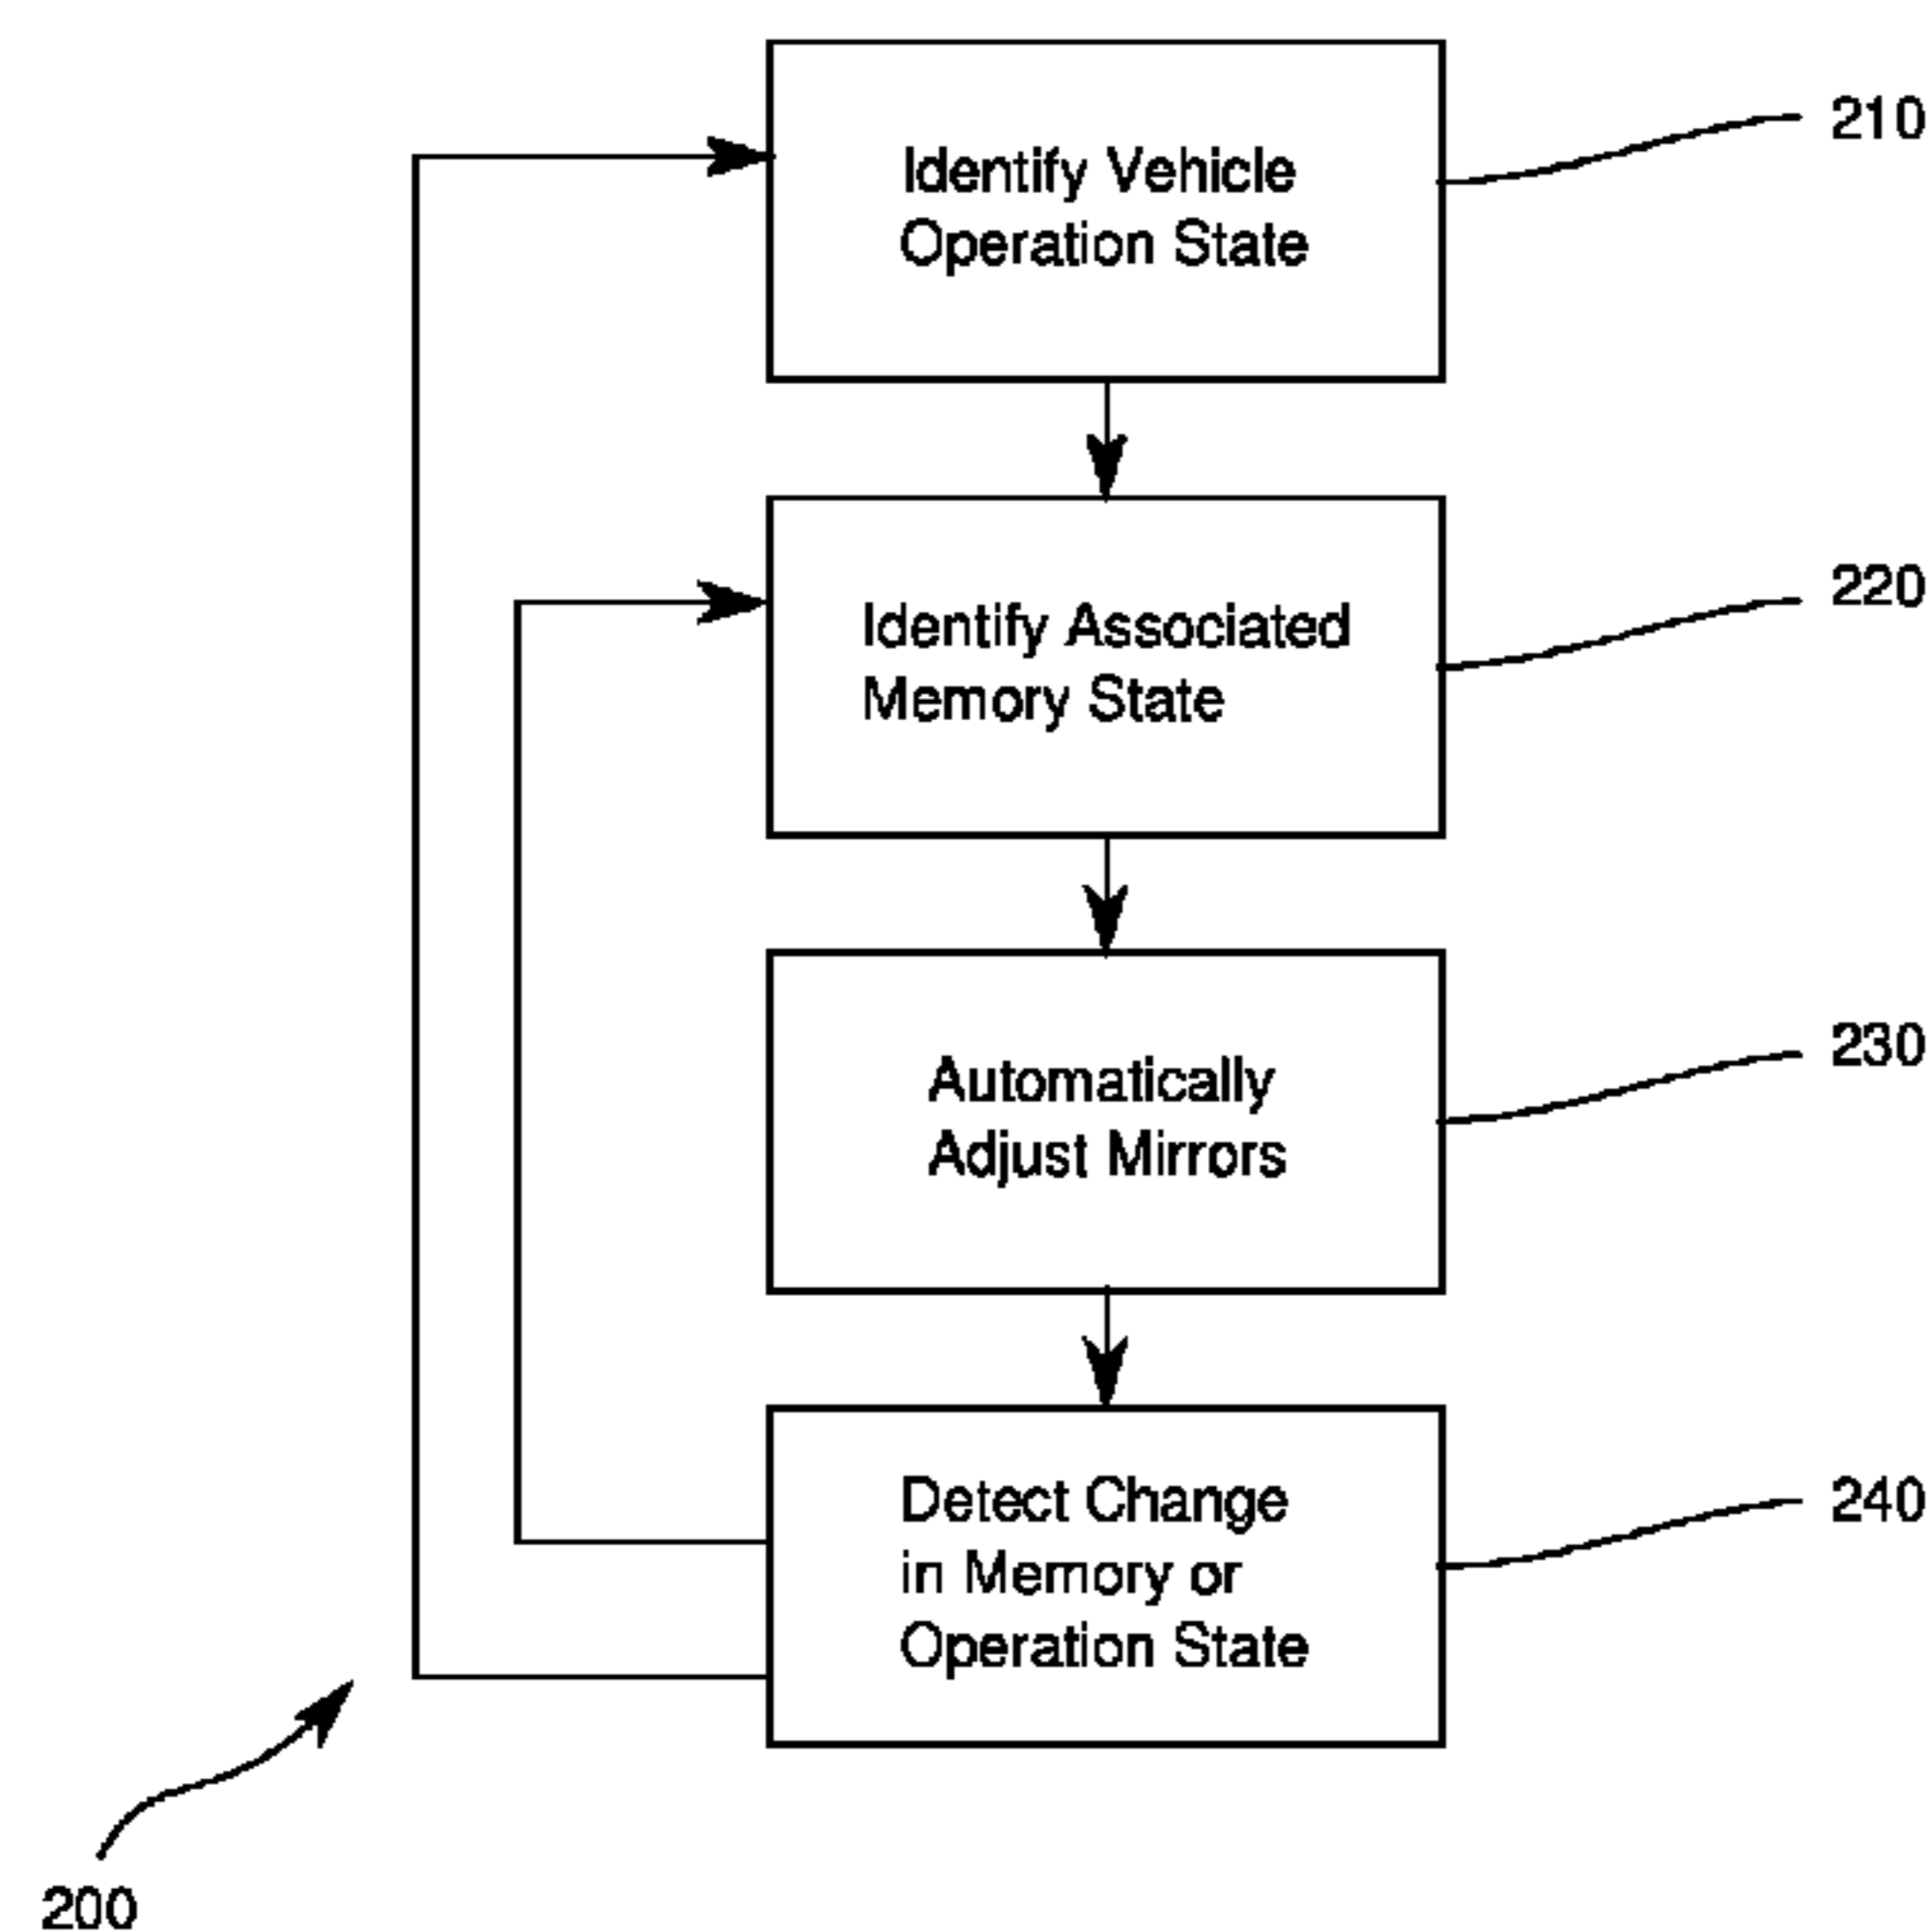 Identify Vehicle
Operation State
210
Identify Associated
Memory State
220
Automatically
Adjust Mirrors
230
Detect Change
in Memory or
Operation State
240
200